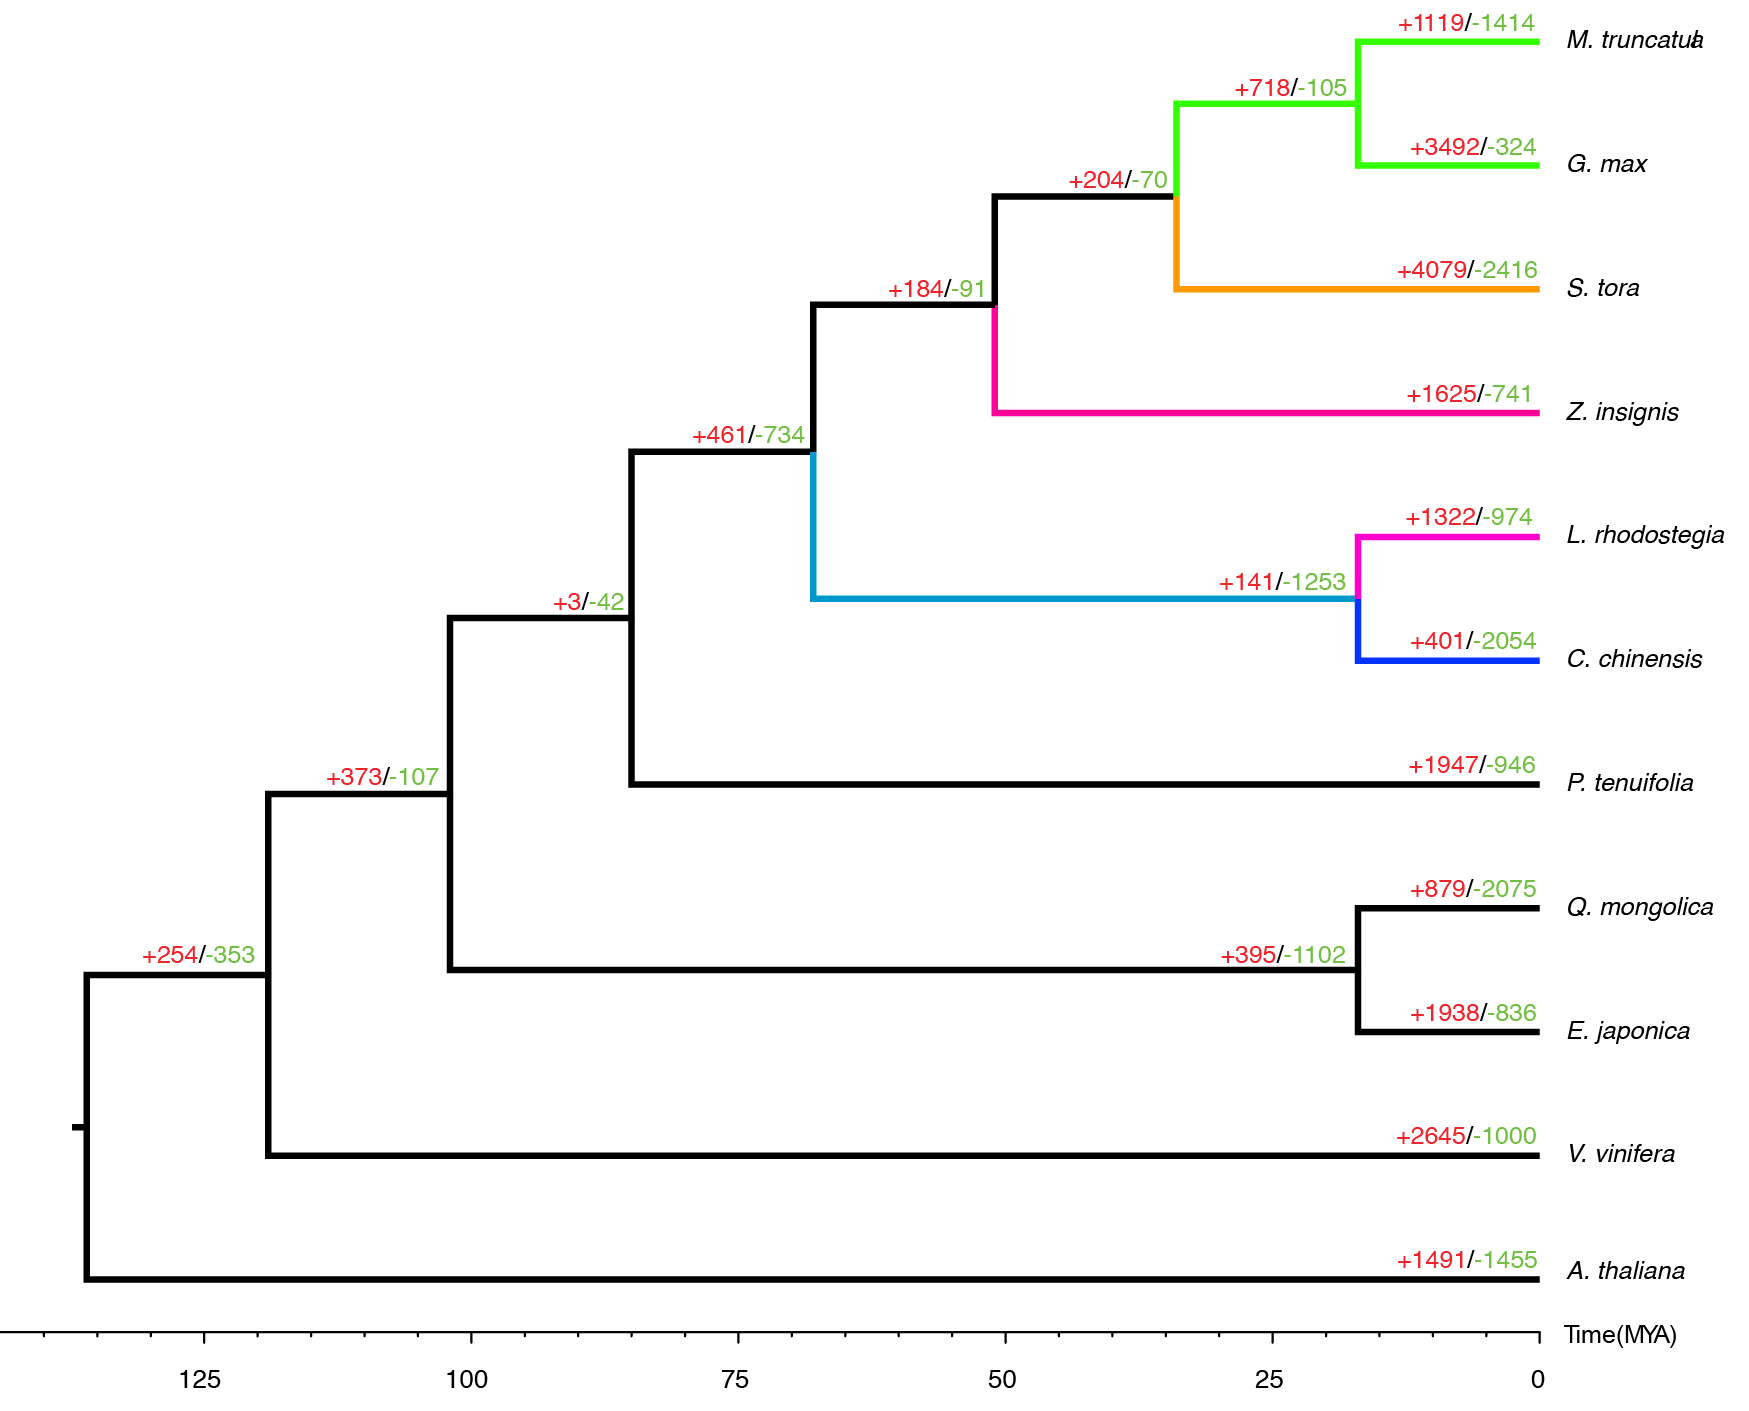 +1119/-1414
M. truncatula
+718/-105
+3492/-324
G. max
+204/-70
+4079/-2416
S. tora
+184/-91
+1625/-741
Z. insignis
+461/-734
+1322/-974
L. rhodostegia
+141/-1253
+3/-42
+401/-2054
C. chinensis
+1947/-946
P. tenuifolia
+373/-107
+879/-2075
Q. mongolica
+254/-353
+395/-1102
+1938/-836
E. japonica
+2645/-1000
V. vinifera
+1491/-1455
A. thaliana
Time(MYA)
125 100 75 50 25 0